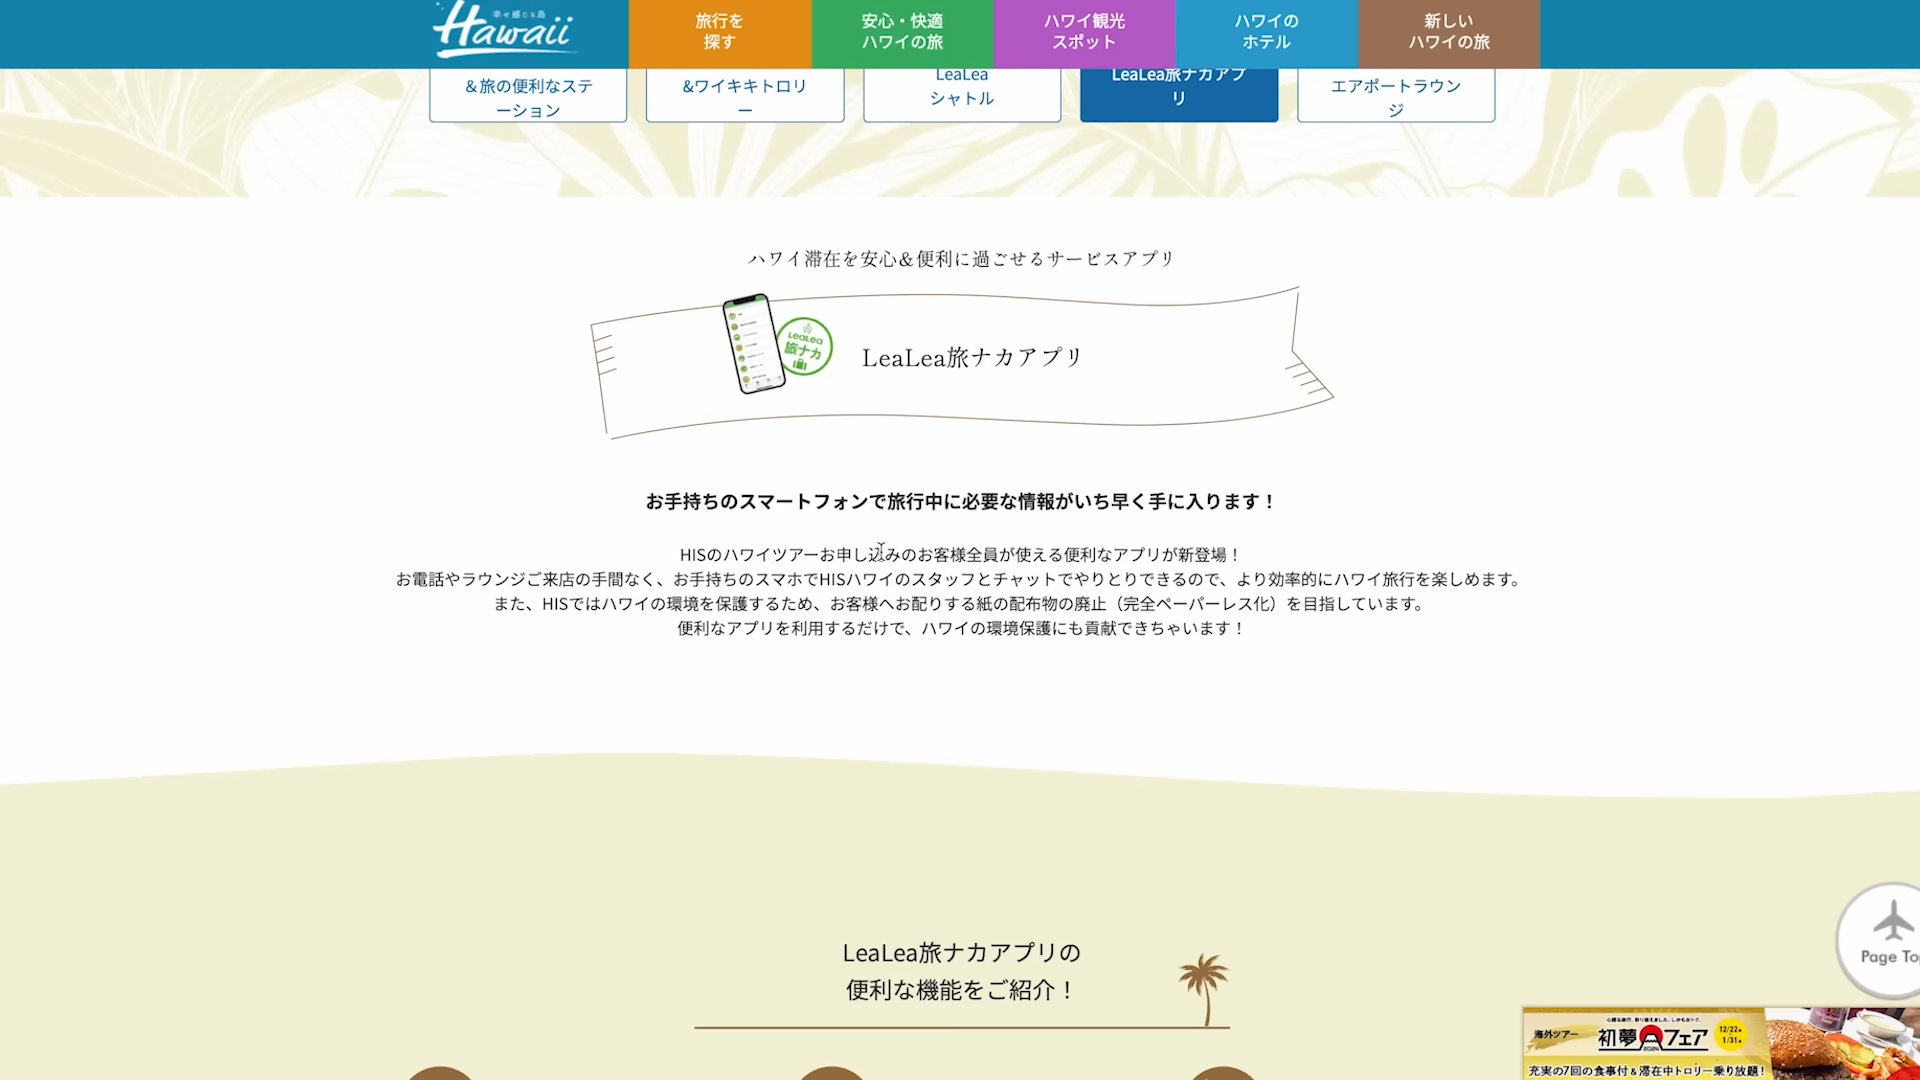 幸せ感じる島
Hawaii
旅行を
探す
安心・快適
ハワイの旅
ハワイ観光
スポット
ハワイの
ホテル
新しい
ハワイの旅
＆旅の便利なステ
ーション
&ワイキキトロリ
ー
LeaLea
シャトル
LeaLea旅ナカアプ
リ
エアポートラウン
ジ
ハワイ滞在を安心＆便利に過ごせるサービスアプリ
LeaLea
旅ナカ
LeaLea旅ナカアプリ
お手持ちのスマートフォンで旅行中に必要な情報がいち早く手に入ります！
HISのハワイツアーお申し込みのお客様全員が使える便利なアプリが新登場！
お電話やラウンジご来店の手間なく、お手持ちのスマホでHISハワイのスタッフとチャットでやりとりできるので、より効率的にハワイ旅行を楽しめます。
また、HISではハワイの環境を保護するため、お客様へお配りする紙の配布物の廃止（完全ペーパーレス化）を目指しています。
便利なアプリを利用するだけで、ハワイの環境保護にも貢献できちゃいます！
LeaLea旅ナカアプリの
便利な機能をご紹介！
Page To
海外ツアー
初夢フェア
12/22
1/31
充実の7回の食事付＆滞在中トロリー乗り放題！